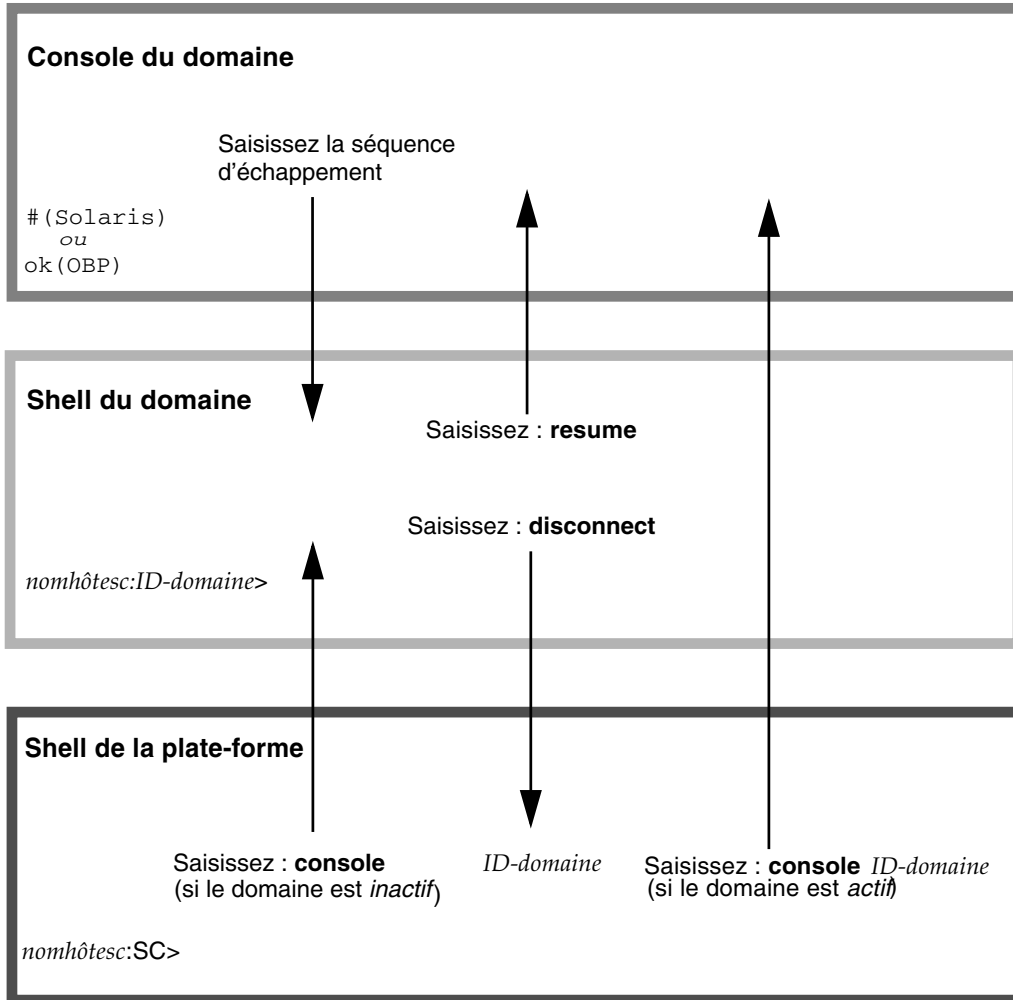 Console du domaine
Saisissez la séquence
d'échappement
#(Solaris)
ou
ok(OBP)
Shell du domaine
Saisissez : resume
Saisissez : disconnect
nomhôtesc:ID-domaine>
Shell de la plate-forme
Saisissez : console ID-domaine Saisissez : console ID-domaine
(si le domaine est inactif) (si le domaine est actif)
nomhôtesc:SC>